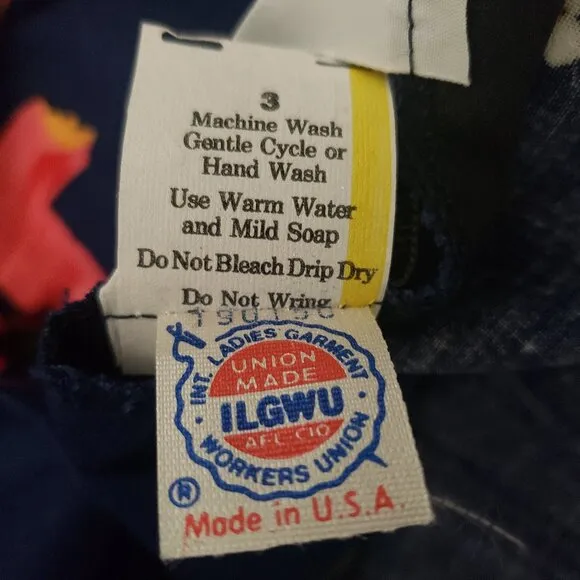 3
Machine Wash
Gentle Cycle or
Hand Wash
Use Warm Water
and Mild Soap
Do Not Bleach Drip Dry
Do Not Wring
INT. LADIES GARMENT
UNION
MADE
· ILGWU ·
AFL-CIO
WORKERS UNION
®
Made in U.S.A.